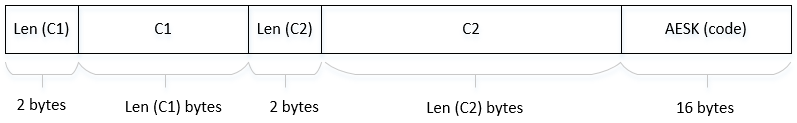 Len (C1) C1 Len (C2) C2 AESK (code)
2 bytes Len (C1) bytes 2 bytes Len (C2) bytes 16 bytes